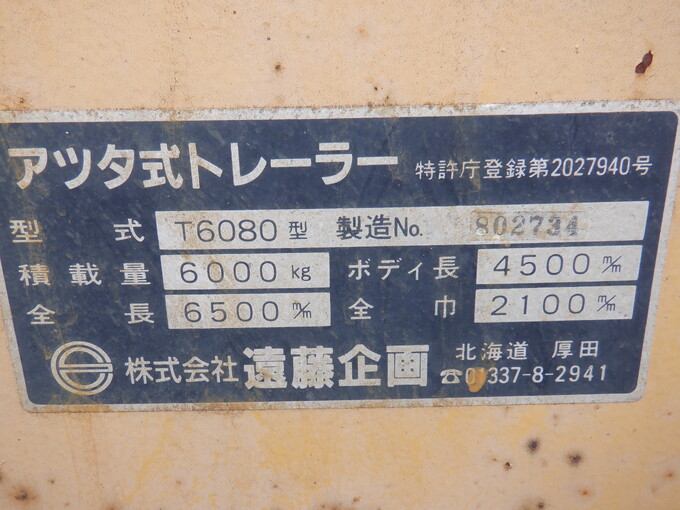 アツタ式トレーラー 特許庁登録第2027940号
型式 T6080型 製造No. 802734
積載量 6000kg ボディ長 4500m/m
全長 6500m/m 全巾 2100m/m
株式会社 遠藤企画 北海道 厚田
☎01337-8-2941